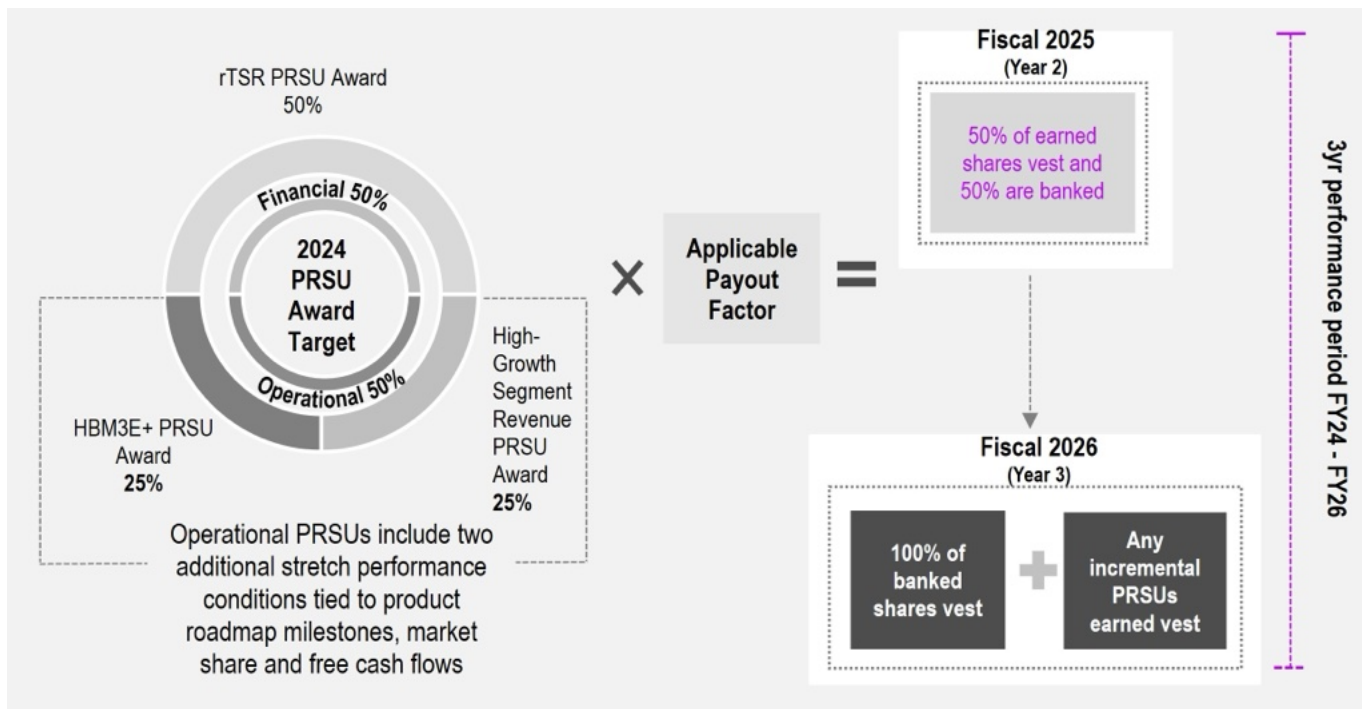 rTSR PRSU Award
50%
Financial 50%
2024
PRSU
Award
Target
Operational 50%
HBM3E+ PRSU
Award
25%
High-
Growth
Segment
Revenue
PRSU
Award
25%
Operational PRSUs include two
additional stretch performance
conditions tied to product
roadmap milestones, market
share and free cash flows
×
Applicable
Payout
Factor
=
Fiscal 2025
(Year 2)
50% of earned
shares vest and
50% are banked
Fiscal 2026
(Year 3)
100% of
banked
shares vest
+
Any
incremental
PRSUs
earned vest
3yr performance period FY24 - FY26